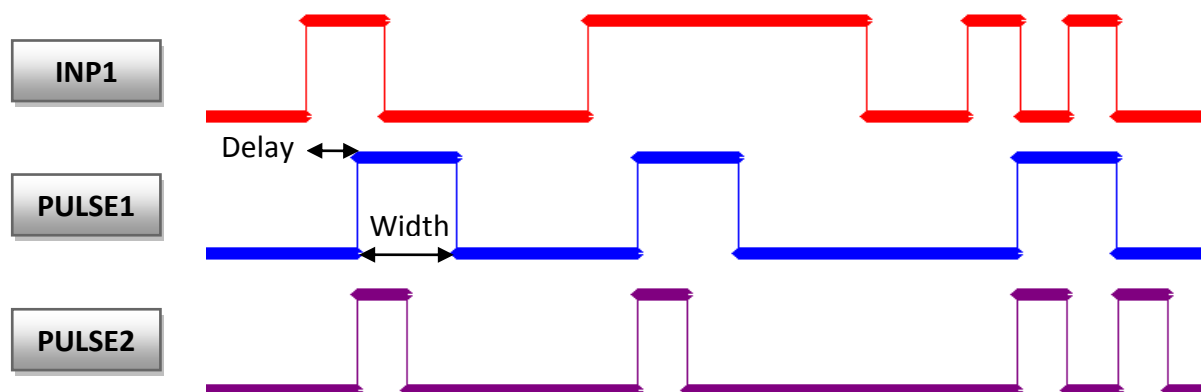 INP1
Delay
PULSE1
Width
PULSE2